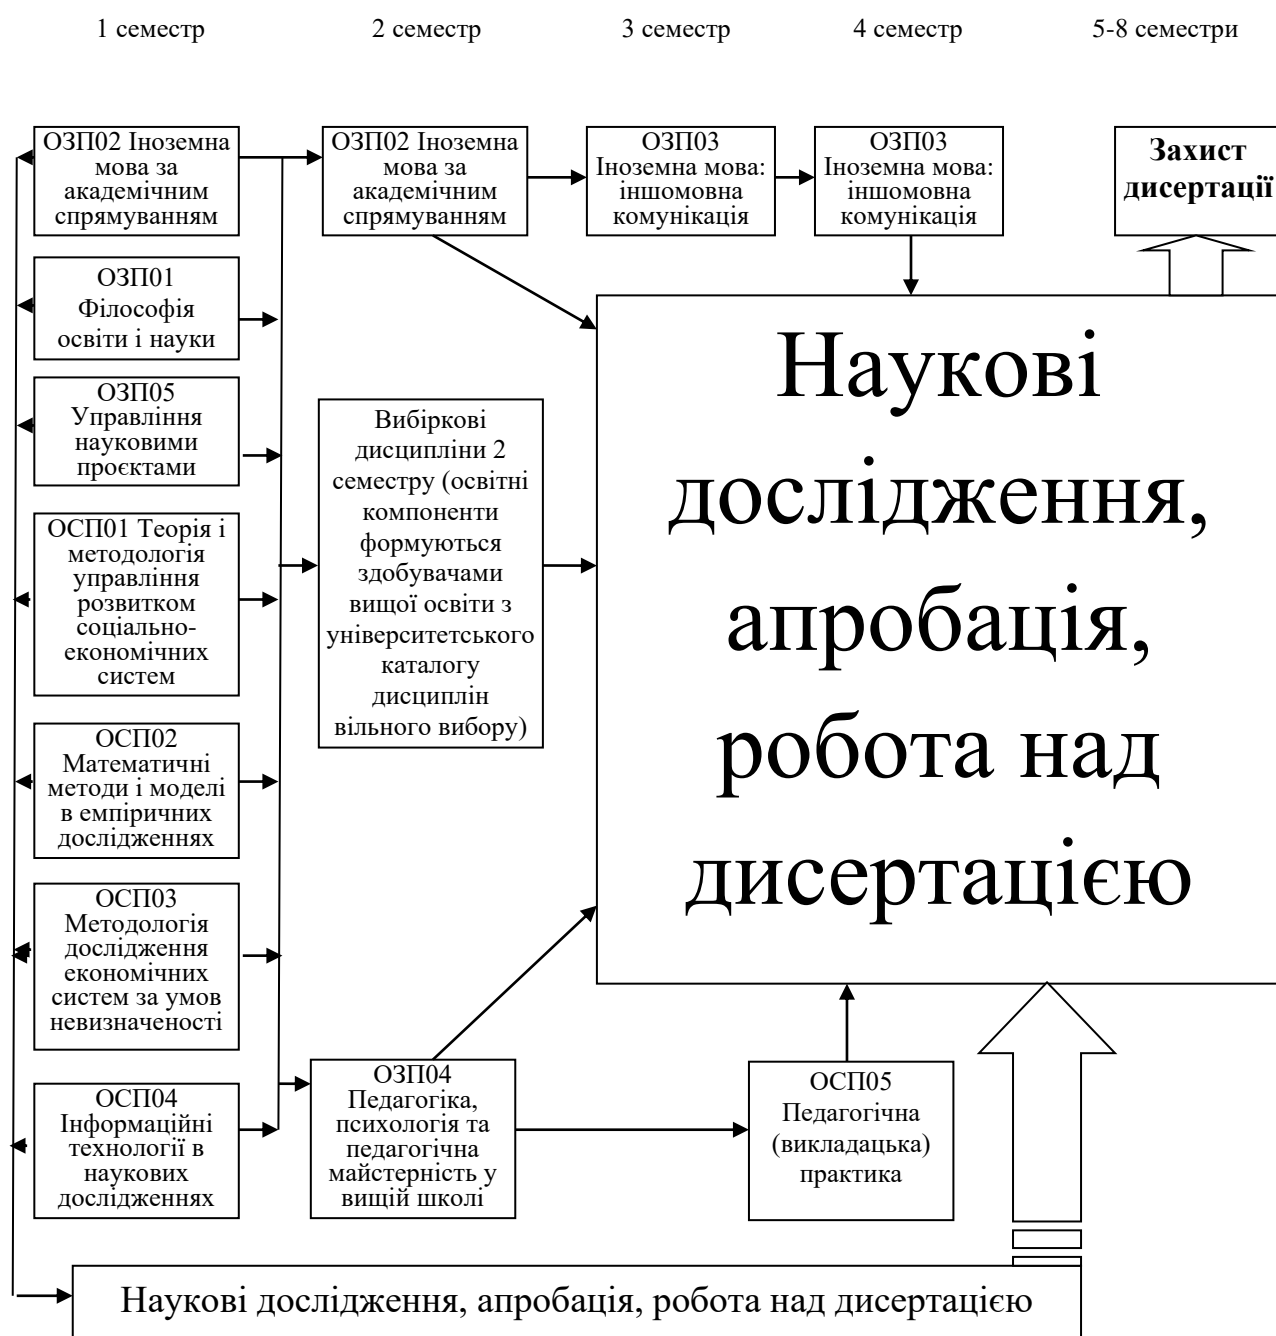 1 семестр
2 семестр
3 семестр
4 семестр
5-8 семестри
ОЗП02 Іноземна
мова за
академічним
спрямуванням
ОЗП02 Іноземна
мова за
академічним
спрямуванням
ОЗП03
Іноземна мова:
іншомовна
комунікація
ОЗП03
Іноземна мова:
іншомовна
комунікація
Захист
дисертації
ОЗП01
Філософія
освіти і науки
ОЗП05
Управління
науковими
проєктами
ОСП01 Теорія і
методологія
управління
розвитком
соціально-
економічних
систем
ОСП02
Математичні
методи і моделі
в емпіричних
дослідженнях
ОСП03
Методологія
дослідження
економічних
систем за умов
невизначеності
ОСП04
Інформаційні
технології в
наукових
дослідженнях
Вибіркові
дисципліни 2
семестру (освітні
компоненти
формуються
здобувачами
вищої освіти з
університетського
каталогу
дисциплін
вільного вибору)
ОЗП04
Педагогіка,
психологія та
педагогічна
майстерність у
вищій школі
Наукові
дослідження,
апробація,
робота над
дисертацією
ОСП05
Педагогічна
(викладацька)
практика
Наукові дослідження, апробація, робота над дисертацією